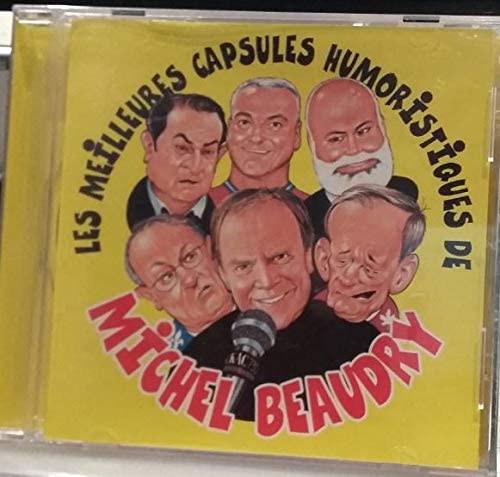 LES MEILLEURES CAPSULES HUMORISTIQUES DE
MICHEL BEAUDRY